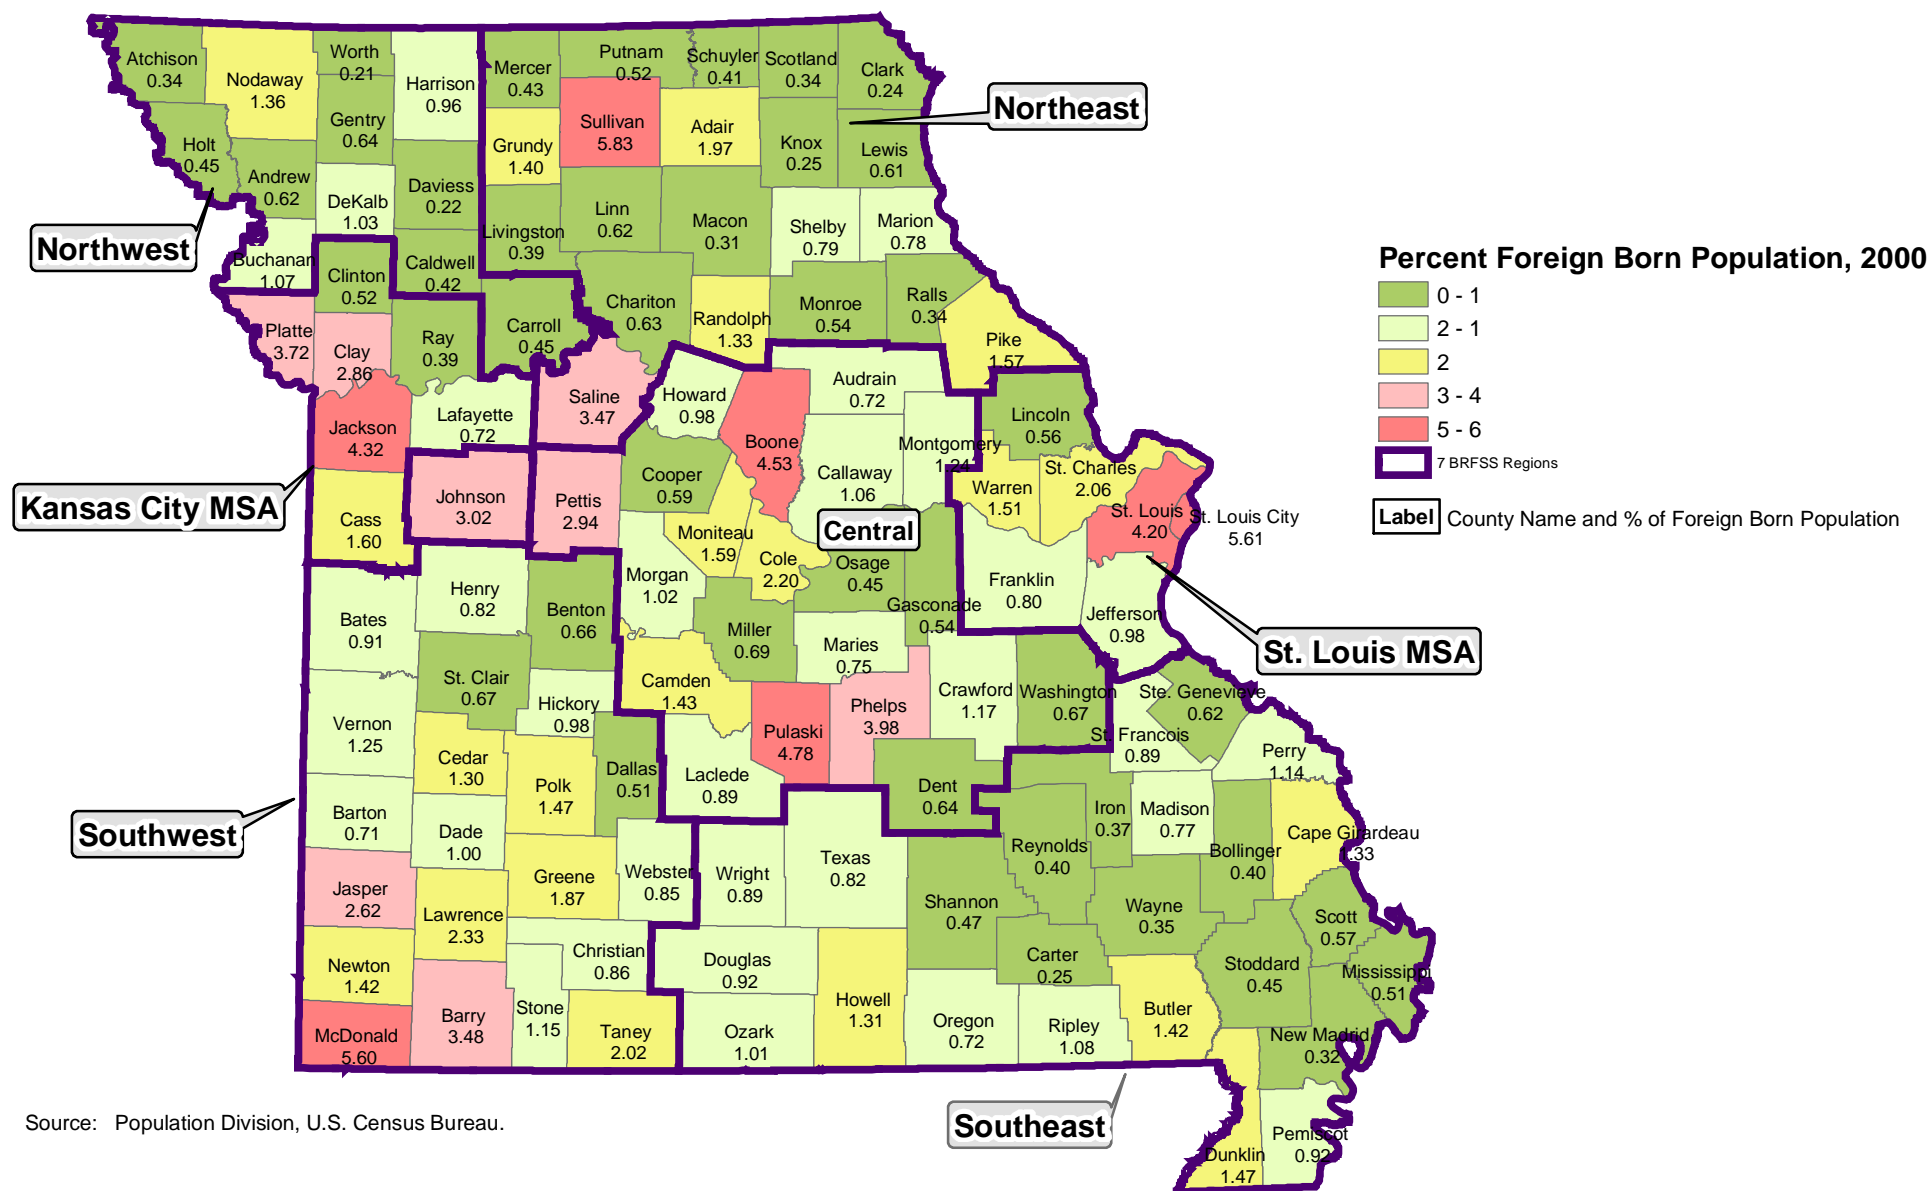 Atchison
0.34
Nodaway
1.36
Worth
0.21
Harrison
0.96
Mercer
0.43
Putnam
0.52
Schuyler
0.41
Scotland
0.34
Clark
0.24
Northeast
Gentry
0.64
Sullivan
5.83
Adair
1.97
Knox
0.25
Lewis
0.61
Grundy
1.40
Holt
0.45
Andrew
0.62
DeKalb
1.03
Daviess
0.22
Livingston
0.39
Linn
0.62
Macon
0.31
Shelby
0.79
Marion
0.78
Northwest
Buchanan
1.07
Clinton
0.52
Caldwell
0.42
Carroll
0.45
Chariton
0.63
Randolph
1.33
Monroe
0.54
Ralls
0.34
Pike
1.57
Platte
3.72
Clay
2.86
Ray
0.39
Percent Foreign Born Population, 2000
0 - 1
2 - 1
2
3 - 4
5 - 6
7 BRFSS Regions
Label
County Name and % of Foreign Born Population
Jackson
4.32
Lafayette
0.72
Saline
3.47
Howard
0.98
Boone
4.53
Audrain
0.72
Callaway
1.06
Montgomery
1.24
Lincoln
0.56
Warren
1.51
St. Charles
2.06
St. Louis
4.20
St. Louis City
5.61
Kansas City MSA
Cass
1.60
Johnson
3.02
Pettis
2.94
Cooper
0.59
Moniteau
1.59
Cole
2.20
Central
Osage
0.45
Gasconade
0.54
Franklin
0.80
Jefferson
0.98
St. Louis MSA
Bates
0.91
Henry
0.82
Benton
0.66
Morgan
1.02
Miller
0.69
Maries
0.75
Vernon
1.25
St. Clair
0.67
Hickory
0.98
Camden
1.43
Pulaski
4.78
Phelps
3.98
Crawford
1.17
Washington
0.67
Ste. Genevieve
0.62
St. Francois
0.89
Perry
1.14
Cedar
1.30
Polk
1.47
Dallas
0.51
Laclede
0.89
Dent
0.64
Southwest
Barton
0.71
Dade
1.00
Greene
1.87
Webster
0.85
Wright
0.89
Texas
0.82
Shannon
0.47
Reynolds
0.40
Iron
0.37
Madison
0.77
Bollinger
0.40
Cape Girardeau
1.33
Jasper
2.62
Lawrence
2.33
Christian
0.86
Douglas
0.92
Howell
1.31
Carter
0.25
Wayne
0.35
Stoddard
0.45
Scott
0.57
Mississippi
0.51
Newton
1.42
McDonald
5.60
Barry
3.48
Stone
1.15
Taney
2.02
Ozark
1.01
Oregon
0.72
Ripley
1.08
Butler
1.42
New Madrid
0.32
Southeast
Dunklin
1.47
Pemiscot
0.92
Source: Population Division, U.S. Census Bureau.